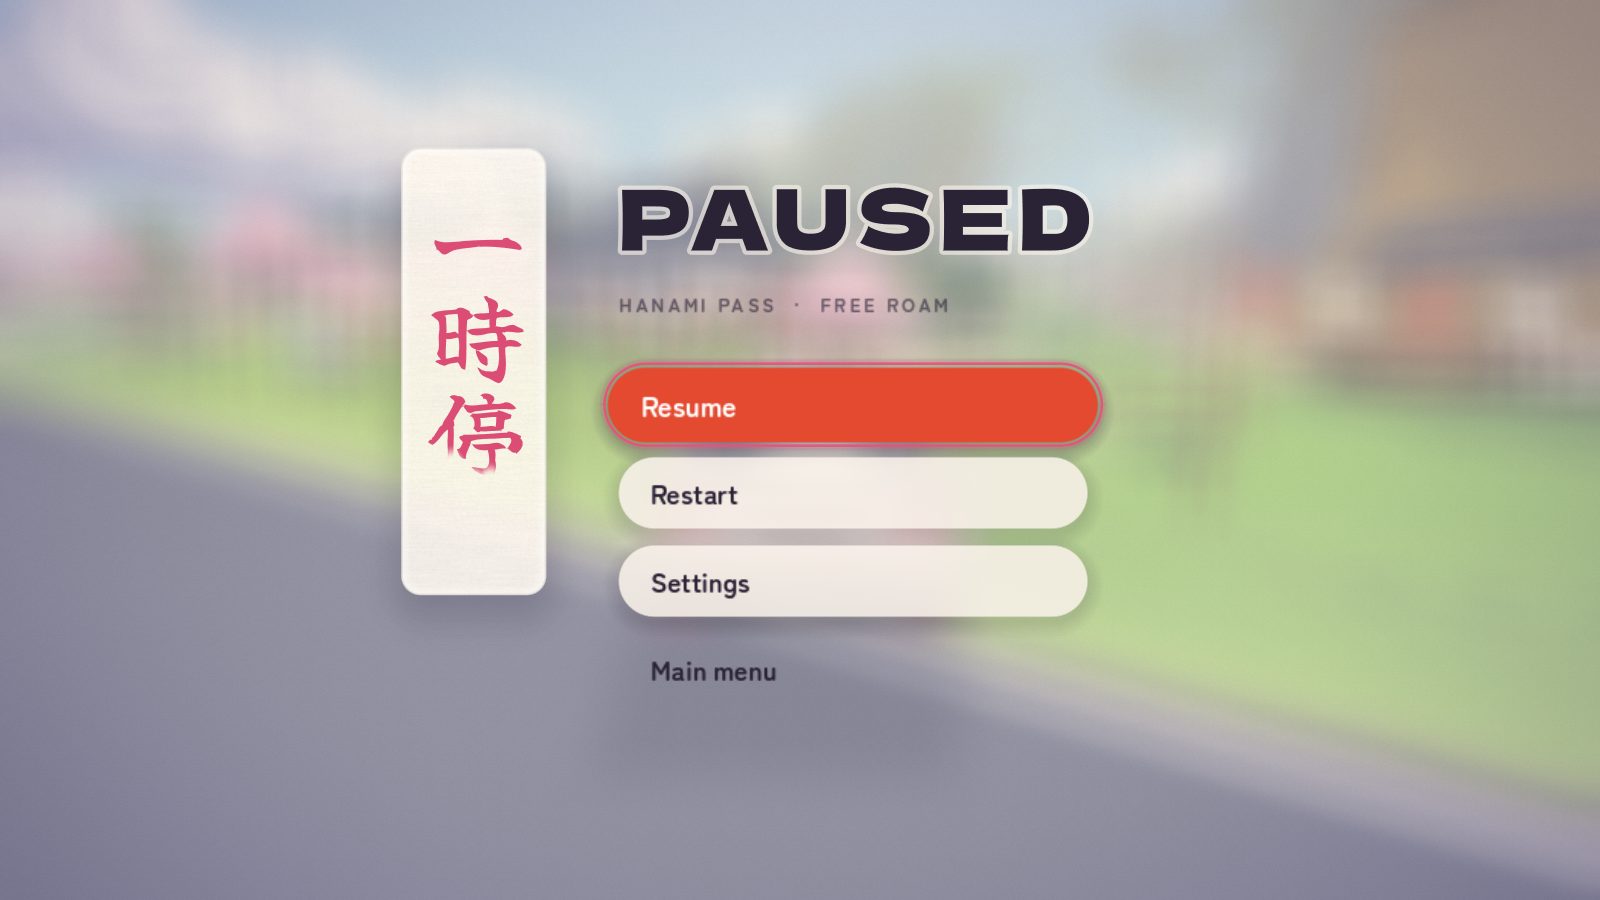 一時停
PAUSED
HANAMI PASS · FREE ROAM
Resume
Restart
Settings
Main menu